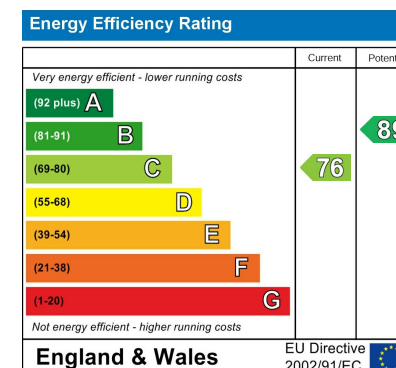 Energy Efficiency Rating
Current Potent
Very energy efficient - lower running costs
(92 plus) A
(81-91) B
89
(69-80) C
76
(55-68) D
(39-54) E
(21-38) F
(1-20) G
Not energy efficient - higher running costs
England & Wales
EU Directive
2002/91/EC